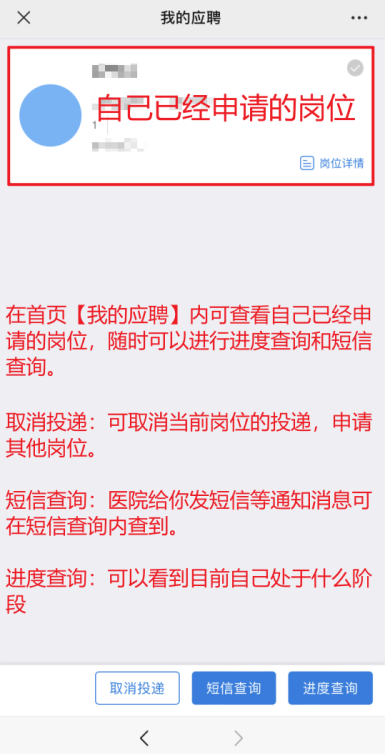 我的应聘
自己已经申请的岗位
1
岗位详情
在首页【我的应聘】内可查看自己已经申
请的岗位，随时可以进行进度查询和短信
查询。
取消投递：可取消当前岗位的投递，申请
其他岗位。
短信查询：医院给你发短信等通知消息可
在短信查询内查到。
进度查询：可以看到目前自己处于什么阶
段
取消投递
短信查询
进度查询